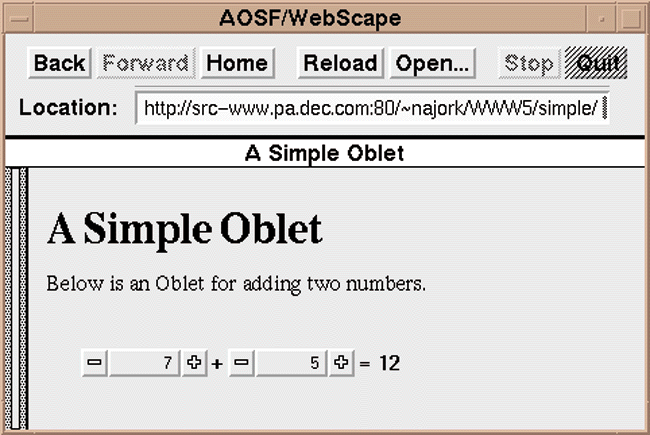 AOSF/WebScape
Back Forward Home Reload Open... Stop Quit
Location: http://src-www.pa.dec.com:80/~najork/WWW5/simple/
A Simple Oblet
A Simple Oblet
Below is an Oblet for adding two numbers.
7 + 5 = 12